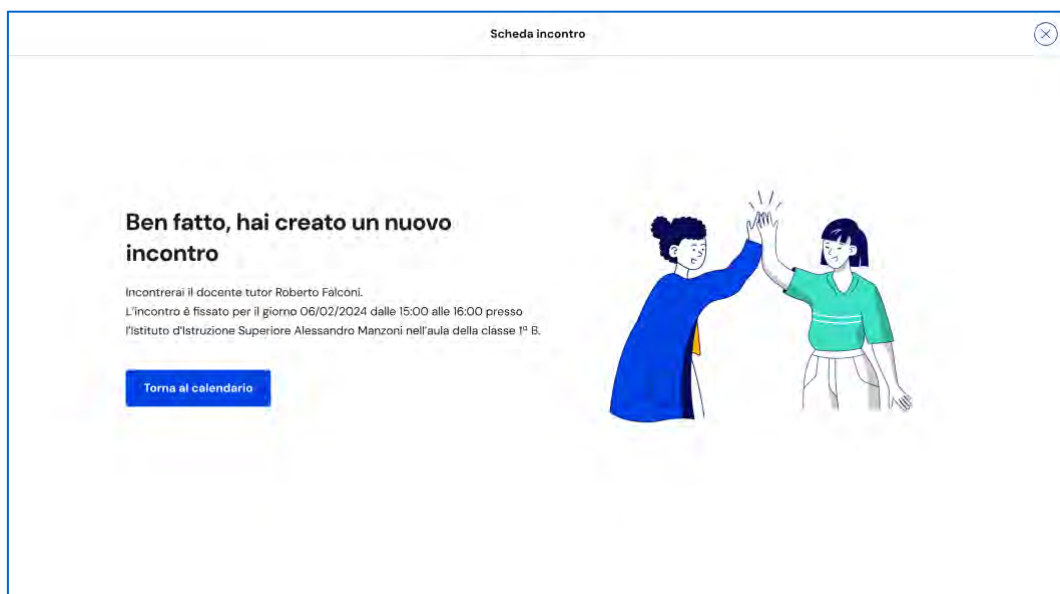 Scheda incontro
Ben fatto, hai creato un nuovo
incontro
Incontrerai il docente tutor Roberto Falconi.
L'incontro è fissato per il giorno 06/02/2024 dalle 15:00 alle 16:00 presso
l'Istituto d'Istruzione Superiore Alessandro Manzoni nell'aula della classe 1ª B.
Torna al calendario